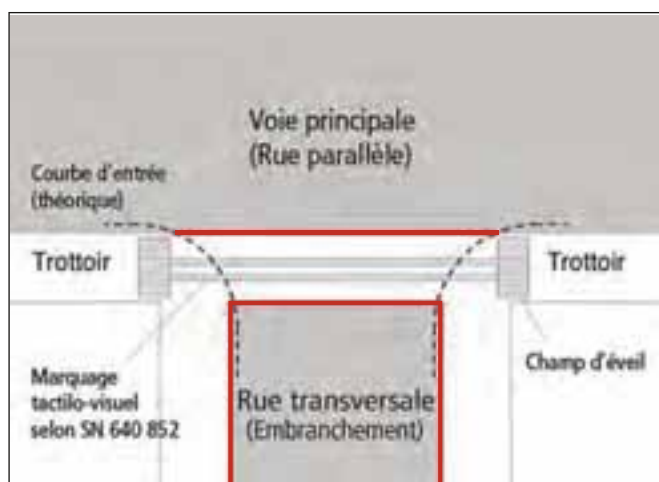 Voie principale
(Rue parallèle)
Courbe d'entrée
(théorique)
Trottoir
Trottoir
Marquage
tactilo-visuel
selon SN 640 852
Rue transversale
(Embranchement)
Champ d'éveil